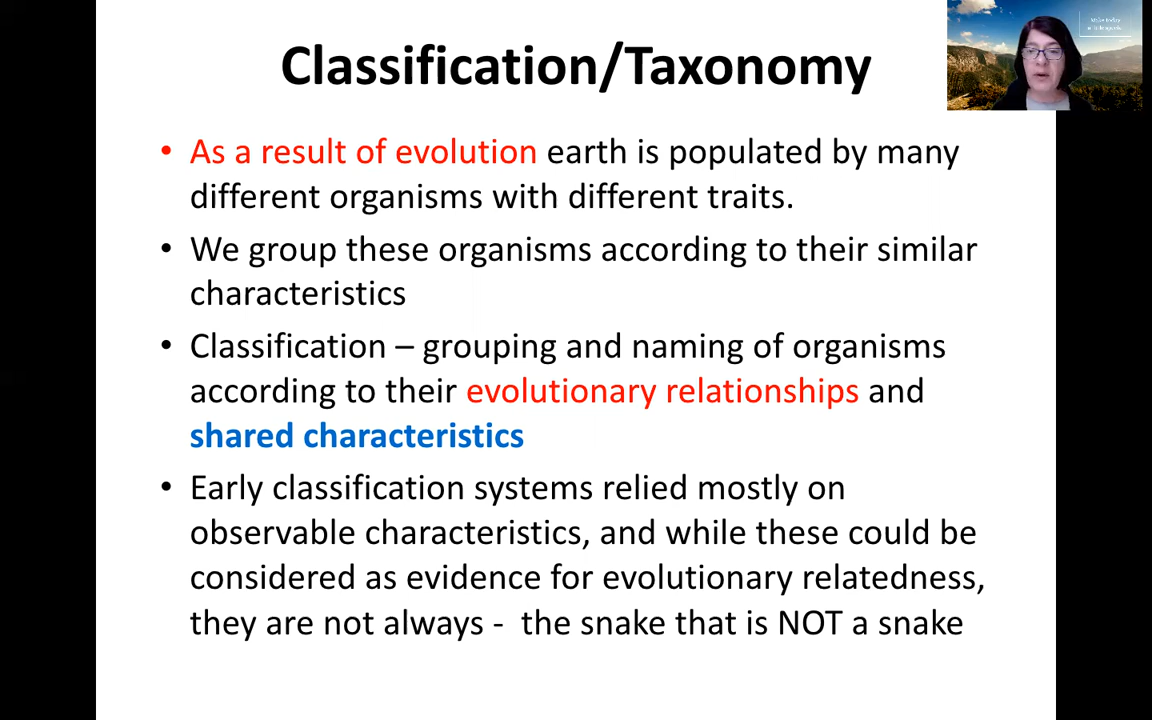 Classification/Taxonomy
• As a result of evolution earth is populated by many
different organisms with different traits.
• We group these organisms according to their similar
characteristics
• Classification – grouping and naming of organisms
according to their evolutionary relationships and
shared characteristics
• Early classification systems relied mostly on
observable characteristics, and while these could be
considered as evidence for evolutionary relatedness,
they are not always - the snake that is NOT a snake